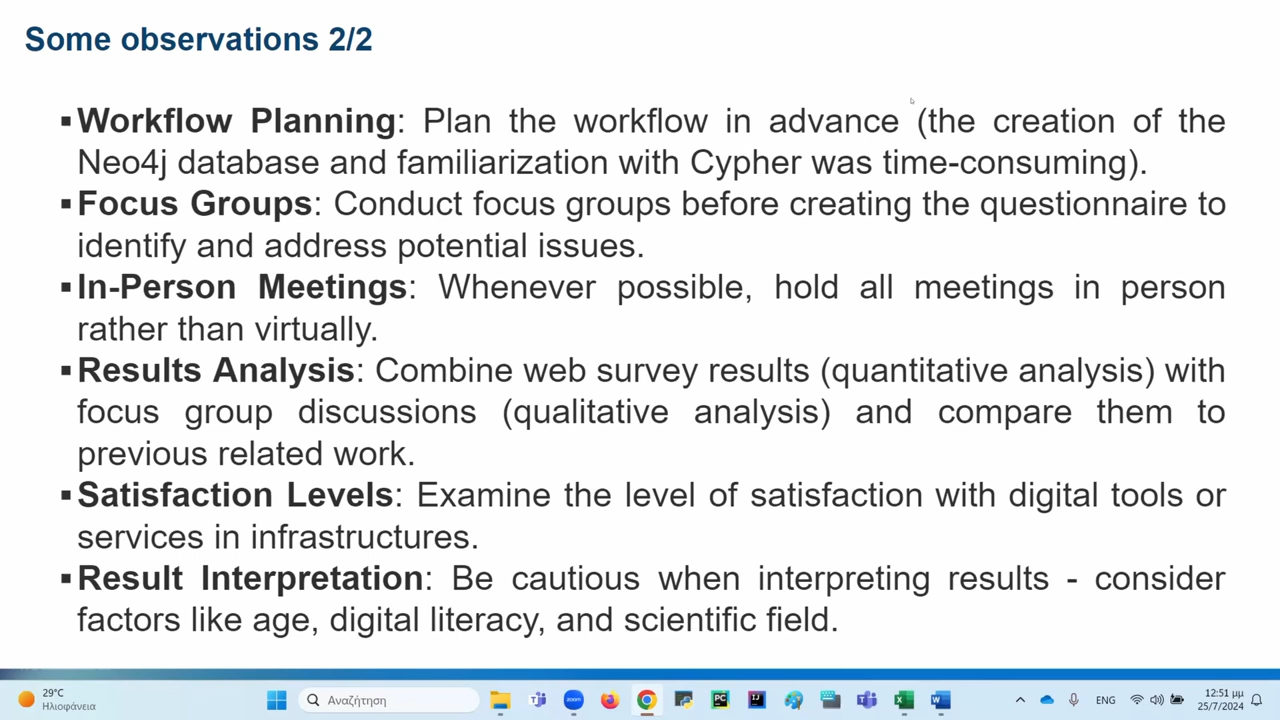 Some observations 2/2
▪Workflow Planning: Plan the workflow in advance (the creation of the
Neo4j database and familiarization with Cypher was time-consuming).
▪Focus Groups: Conduct focus groups before creating the questionnaire to
identify and address potential issues.
▪In-Person Meetings: Whenever possible, hold all meetings in person
rather than virtually.
▪Results Analysis: Combine web survey results (quantitative analysis) with
focus group discussions (qualitative analysis) and compare them to
previous related work.
▪Satisfaction Levels: Examine the level of satisfaction with digital tools or
services in infrastructures.
▪Result Interpretation: Be cautious when interpreting results - consider
factors like age, digital literacy, and scientific field.
29°C
Ηλιοφάνεια
Αναζήτηση
zoom
PC
IJ
X
W
ENG
12:51 μμ
25/7/2024